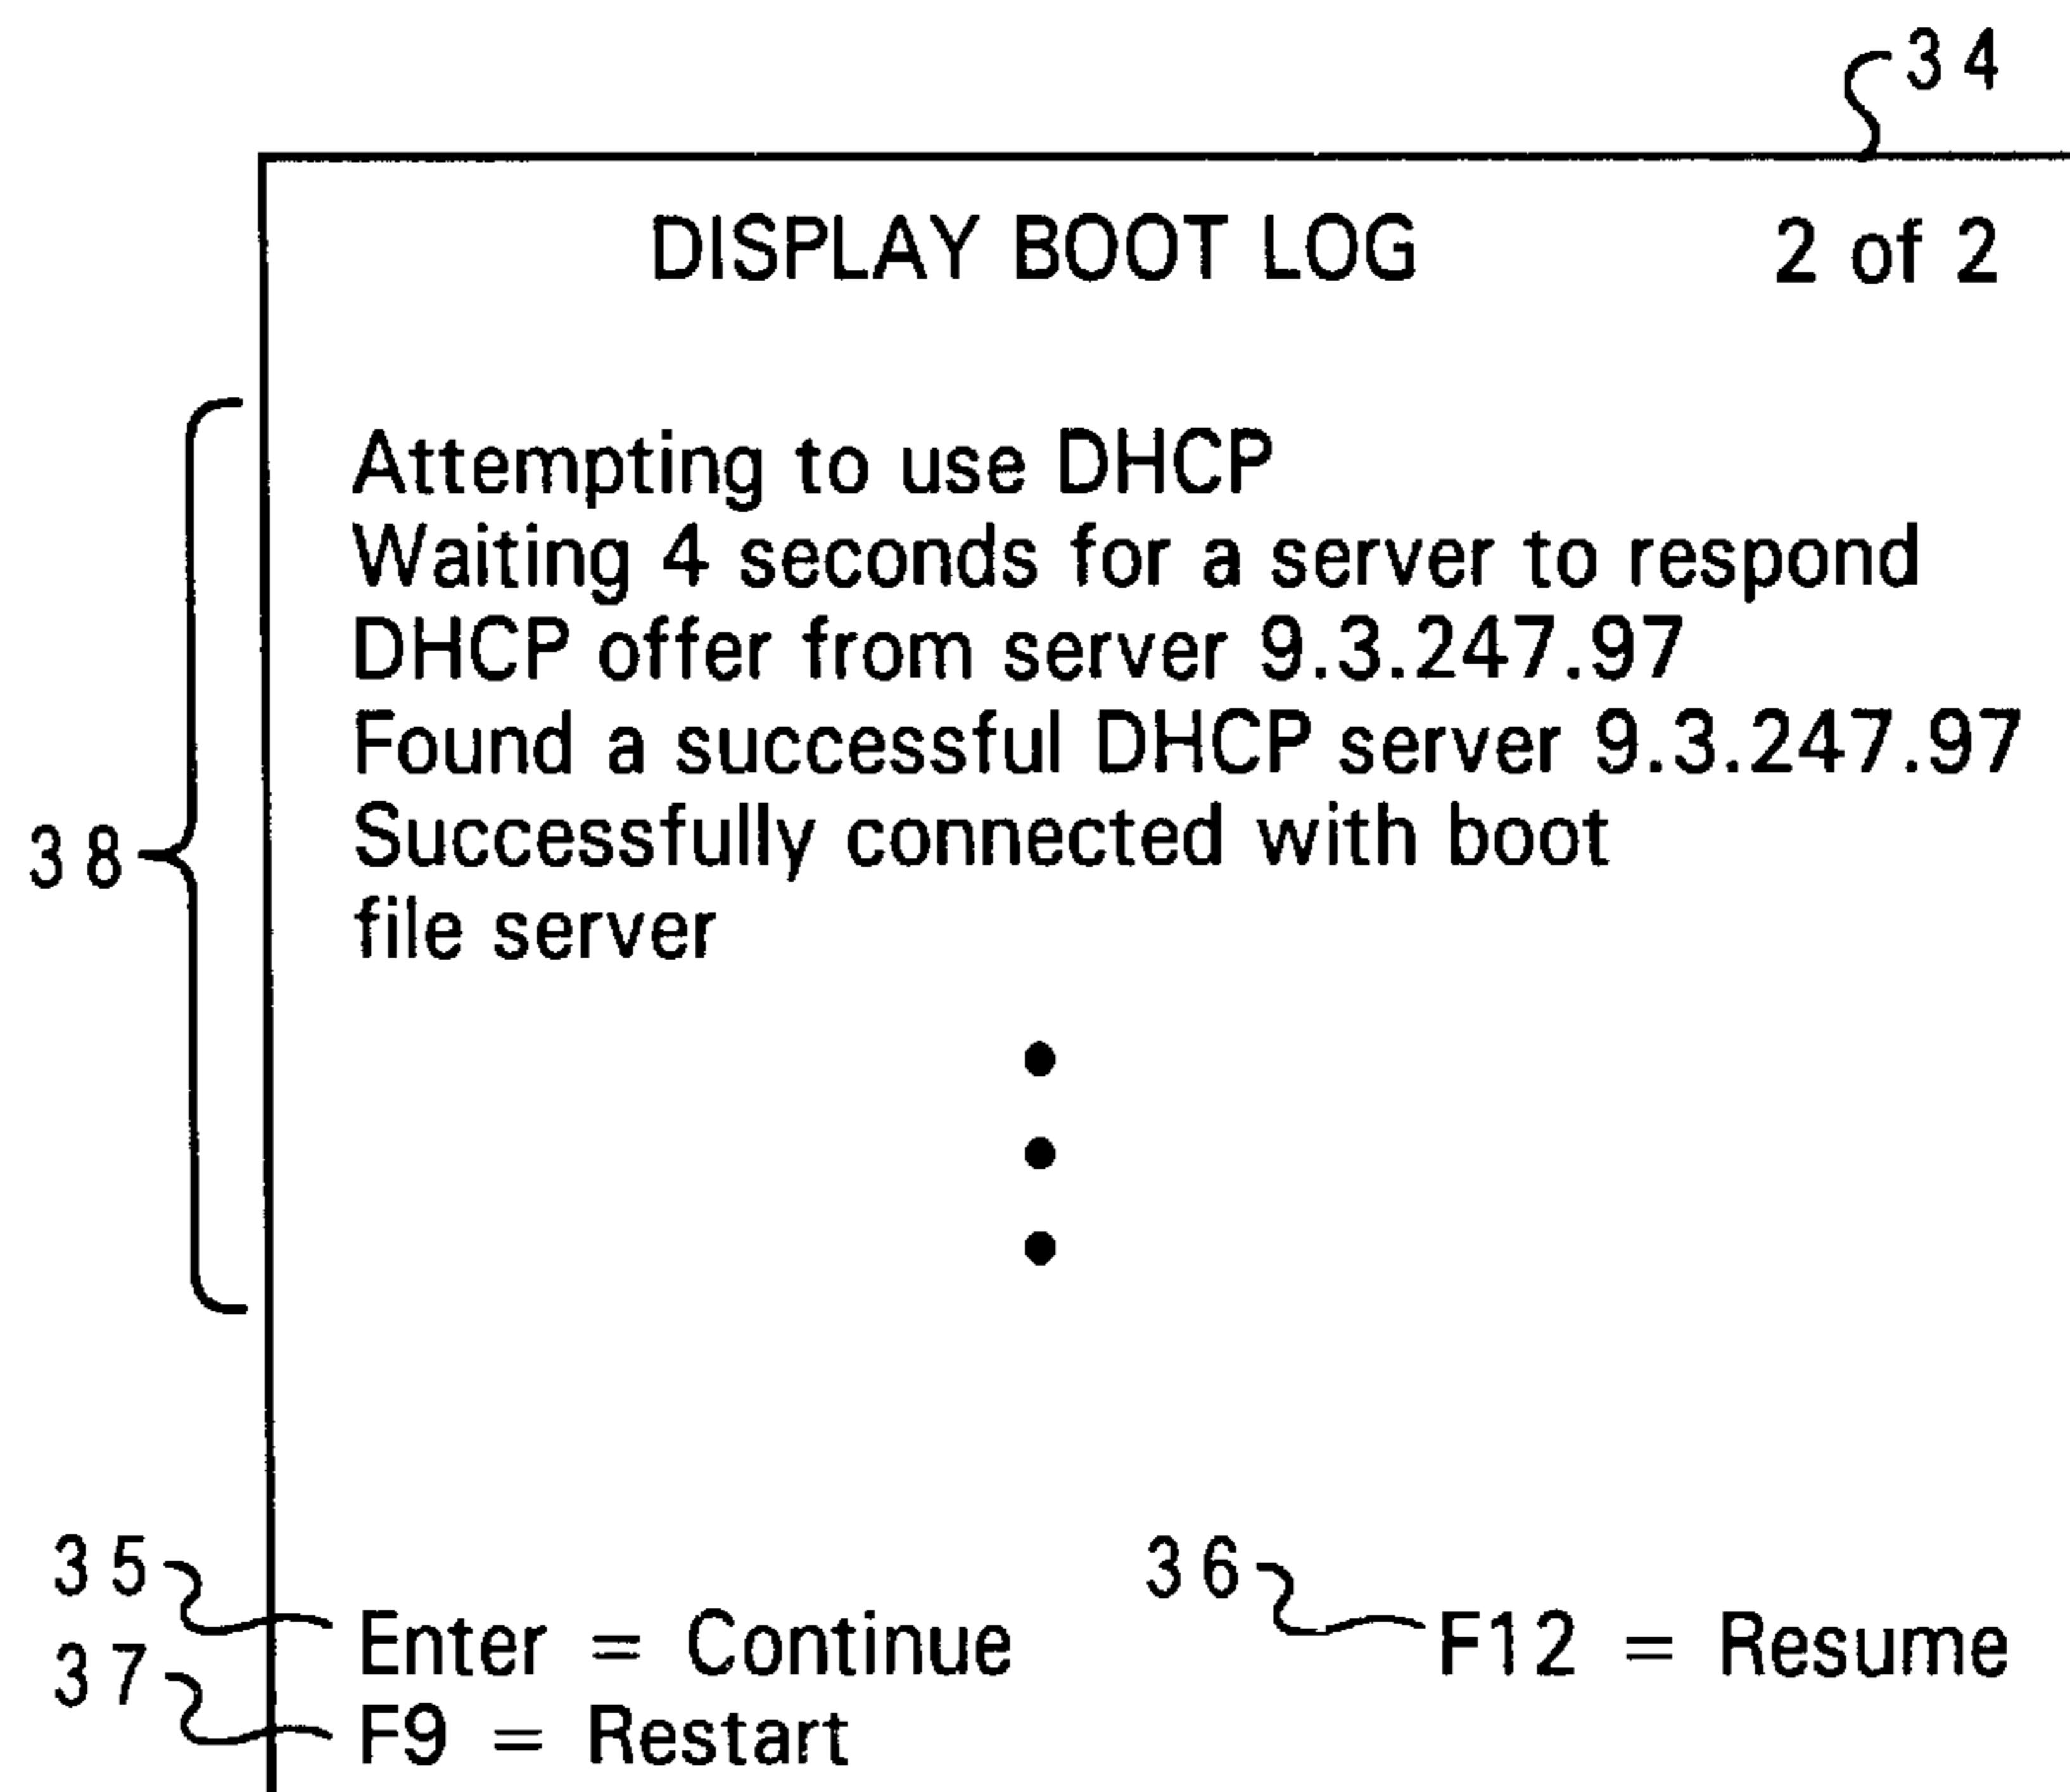 34
DISPLAY BOOT LOG 2 of 2
Attempting to use DHCP
Waiting 4 seconds for a server to respond
DHCP offer from server 9.3.247.97
Found a successful DHCP server 9.3.247.97
Successfully connected with boot
38
file server
35 36
Enter = Continue F12 = Resume
37
F9 = Restart